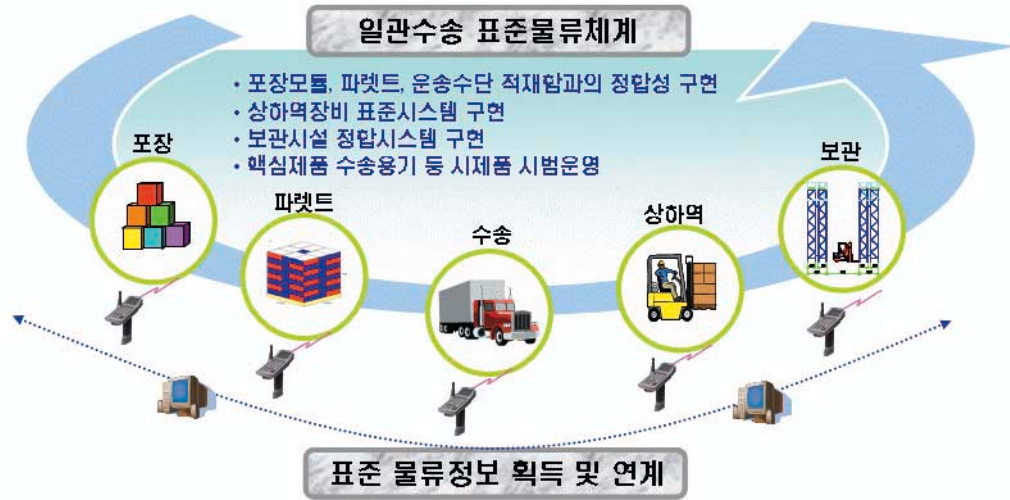 일관수송 표준물류체계
• 포장모듈, 파렛트, 운송수단 적재함과의 정합성 구현
• 상하역장비 표준시스템 구현
• 보관시설 정합시스템 구현
• 핵심제품 수송용기 등 시제품 시범운영
포장
파렛트
수송
상하역
보관
표준 물류정보 획득 및 연계